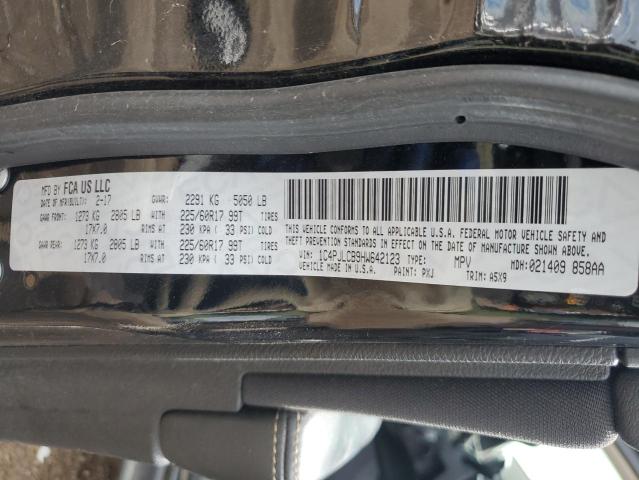 MFD BY FCA US LLC
DATE OF MFR(BUILT): 2-17 GVWR: 2291 KG 5050 LB
GAWR FRONT: 1273 KG 2805 LB WITH 225/60R17 99T TIRES
17X7.0 RIMS AT 230 KPA ( 33 PSI) COLD
GAWR REAR: 1273 KG 2805 LB WITH 225/60R17 99T TIRES
17X7.0 RIMS AT 230 KPA ( 33 PSI) COLD
THIS VEHICLE CONFORMS TO ALL APPLICABLE U.S.A. FEDERAL MOTOR VEHICLE SAFETY,
BUMPER, AND THEFT PREVENTION STANDARDS IN EFFECT ON THE DATE OF MANUFACTURE SHOWN ABOVE.
VIN: 1C4PJLCB9HW642123 TYPE: MPV MDH: 021409 858AA
VEHICLE MADE IN U.S.A. PAINT: PXJ TRIM: A5X9